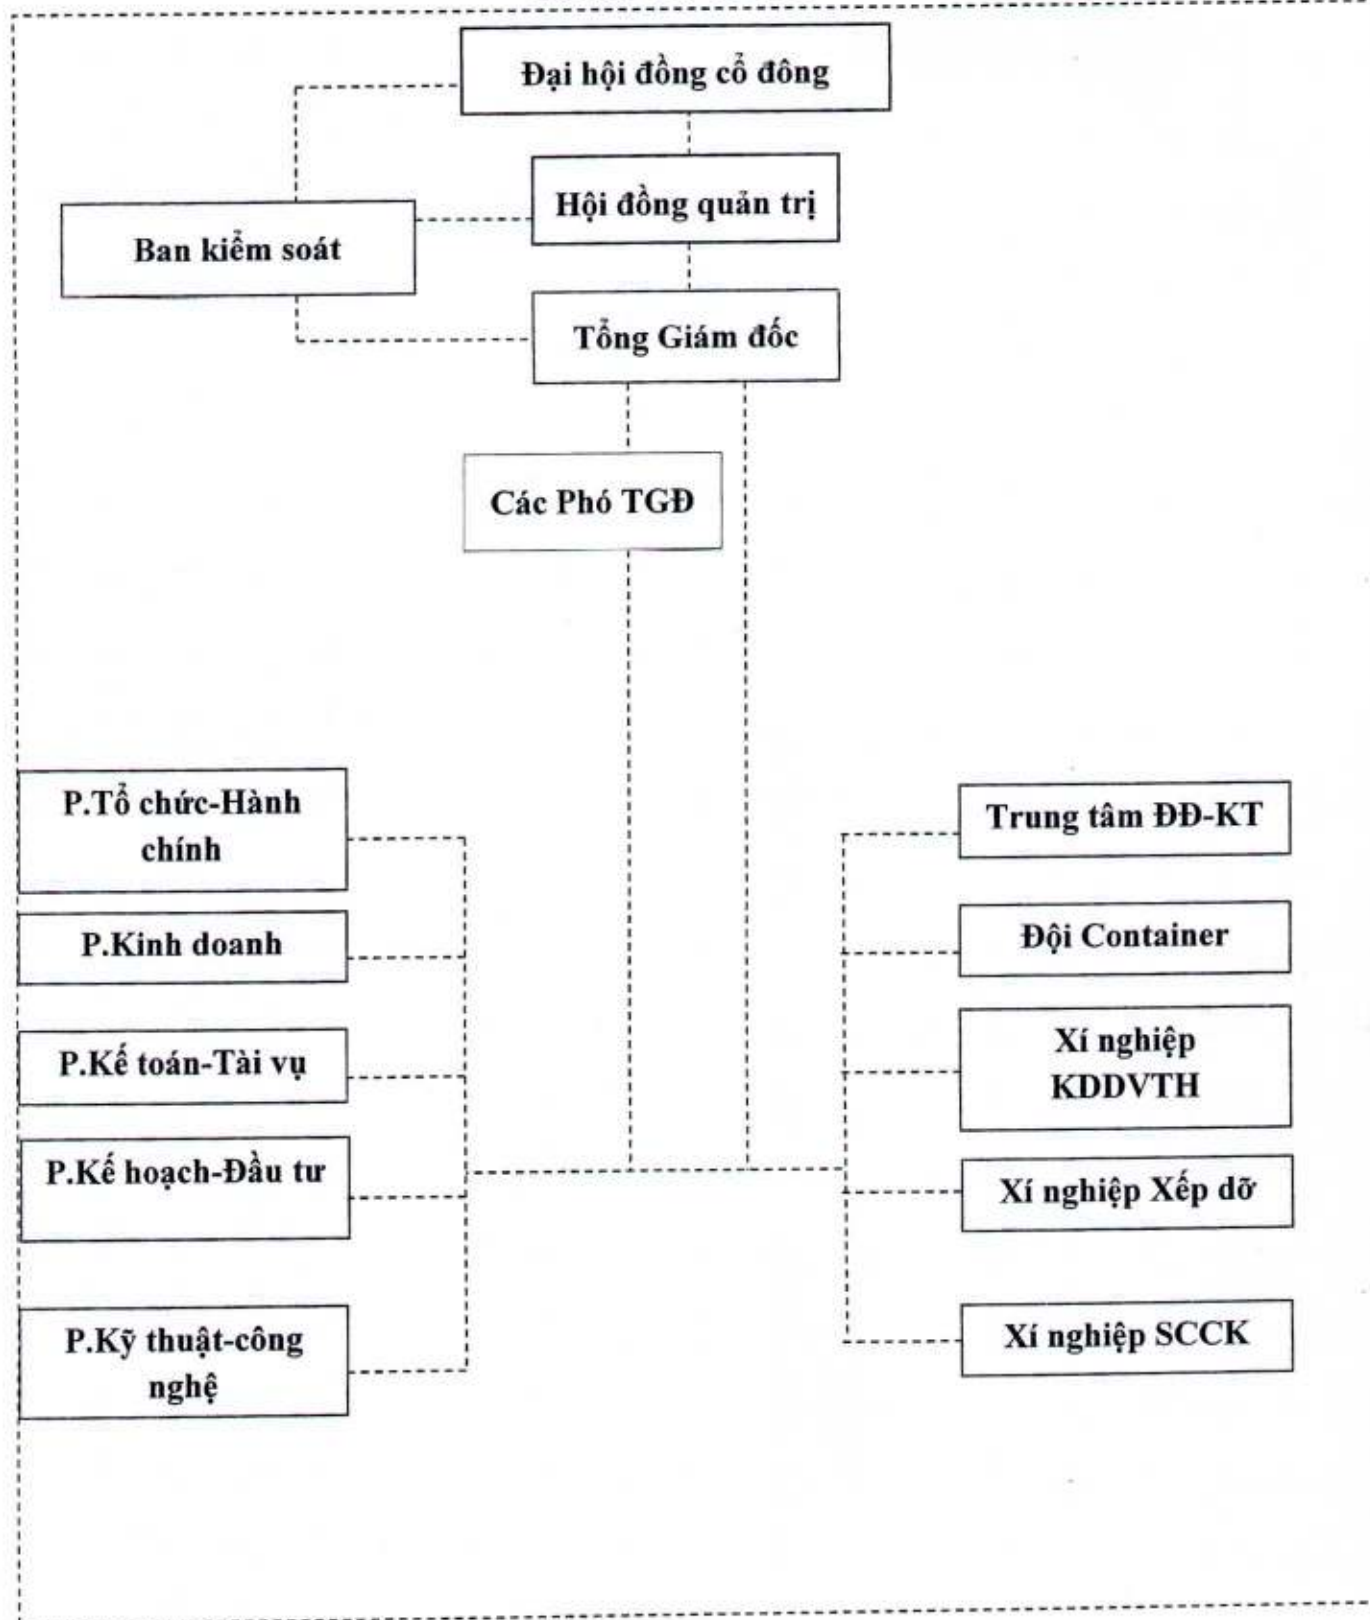 Đại hội đồng cổ đông
Hội đồng quản trị
Ban kiểm soát
Tổng Giám đốc
Các Phó TGĐ
P.Tổ chức-Hành
chính
P.Kinh doanh
P.Kế toán-Tài vụ
P.Kế hoạch-Đầu tư
P.Kỹ thuật-công
nghệ
Trung tâm ĐĐ-KT
Đội Container
Xí nghiệp
KDDVTH
Xí nghiệp Xếp dỡ
Xí nghiệp SCCK